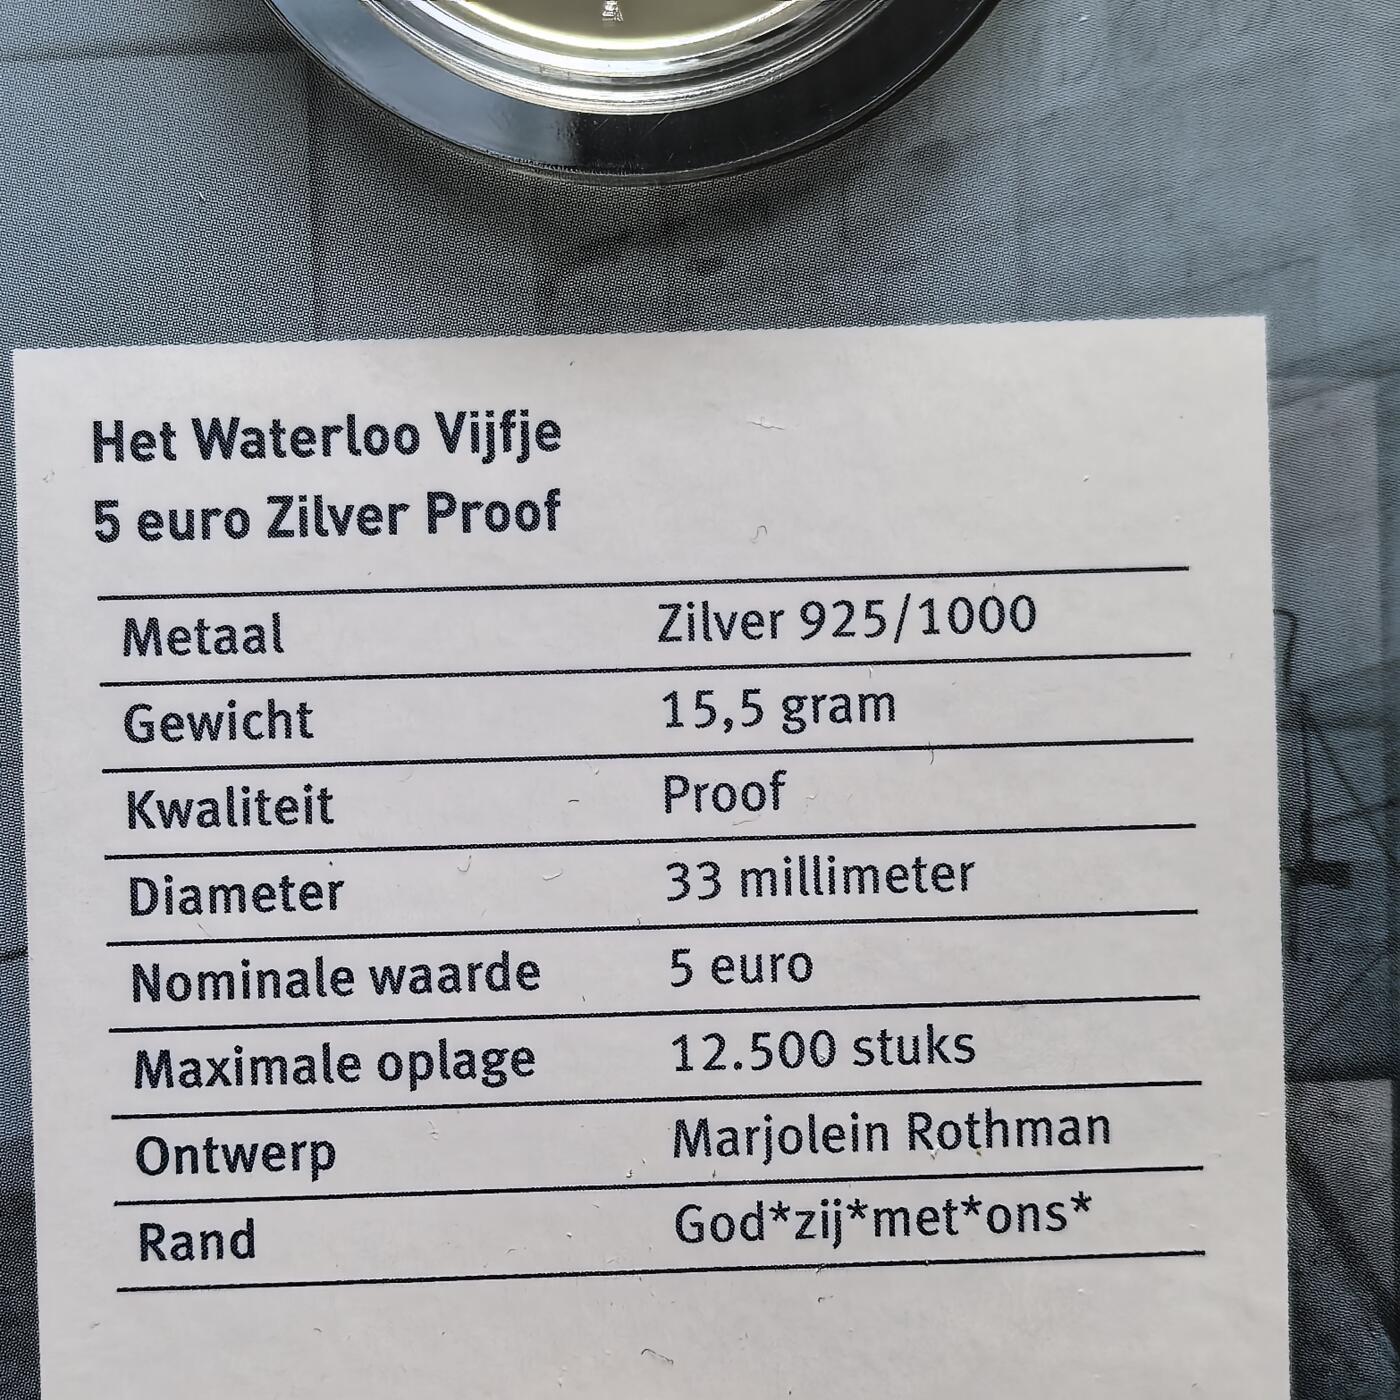 Het Waterloo Vijfje
5 euro Zilver Proof
Metaal Zilver 925/1000
Gewicht 15,5 gram
Kwaliteit Proof
Diameter 33 millimeter
Nominale waarde 5 euro
Maximale oplage 12.500 stuks
Ontwerp Marjolein Rothman
Rand God*zij*met*ons*